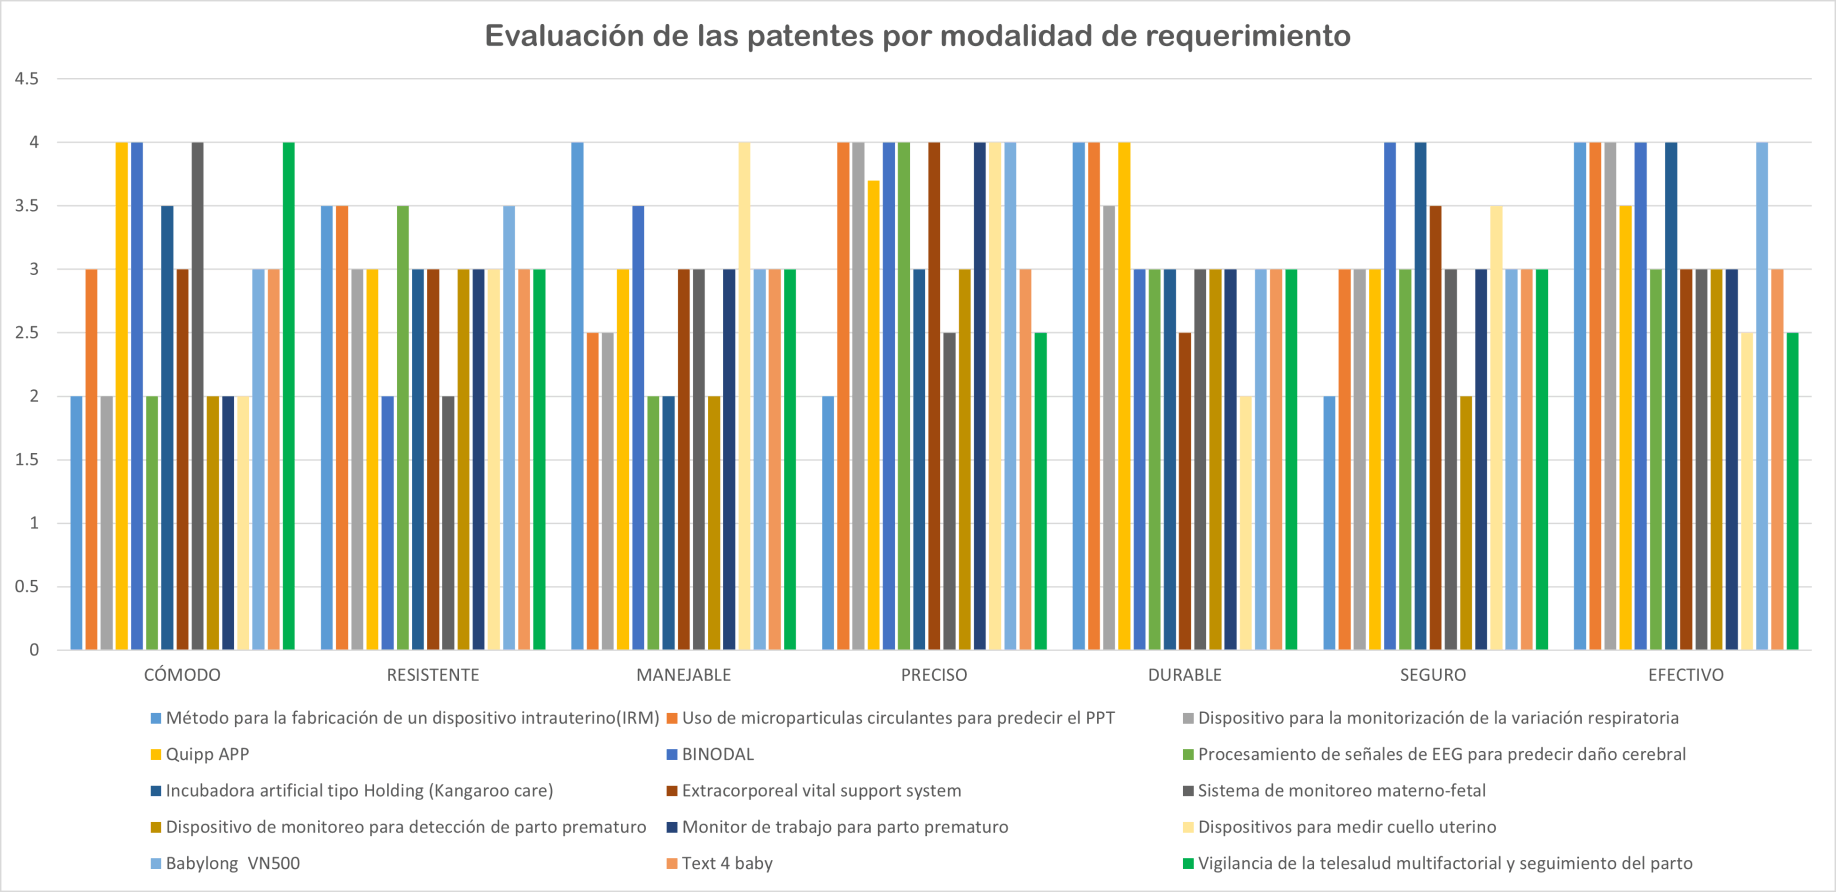 Evaluación de las patentes por modalidad de requerimiento
4.5
4
3.5
3
2.5
2
1.5
1
0.5
0
CÓMODO RESISTENTE MANEJABLE PRECISO DURABLE SEGURO EFECTIVO
Método para la fabricación de un dispositivo intrauterino(IRM) Uso de microparticulas circulantes para predecir el PPT Dispositivo para la monitorización de la variación respiratoria
Quipp APP BINODAL Procesamiento de señales de EEG para predecir daño cerebral
Incubadora artificial tipo Holding (Kangaroo care) Extracorporeal vital support system Sistema de monitoreo materno-fetal
Dispositivo de monitoreo para detección de parto prematuro Monitor de trabajo para parto prematuro Dispositivos para medir cuello uterino
Babylong  VN500 Text 4 baby Vigilancia de la telesalud multifactorial y seguimiento del parto